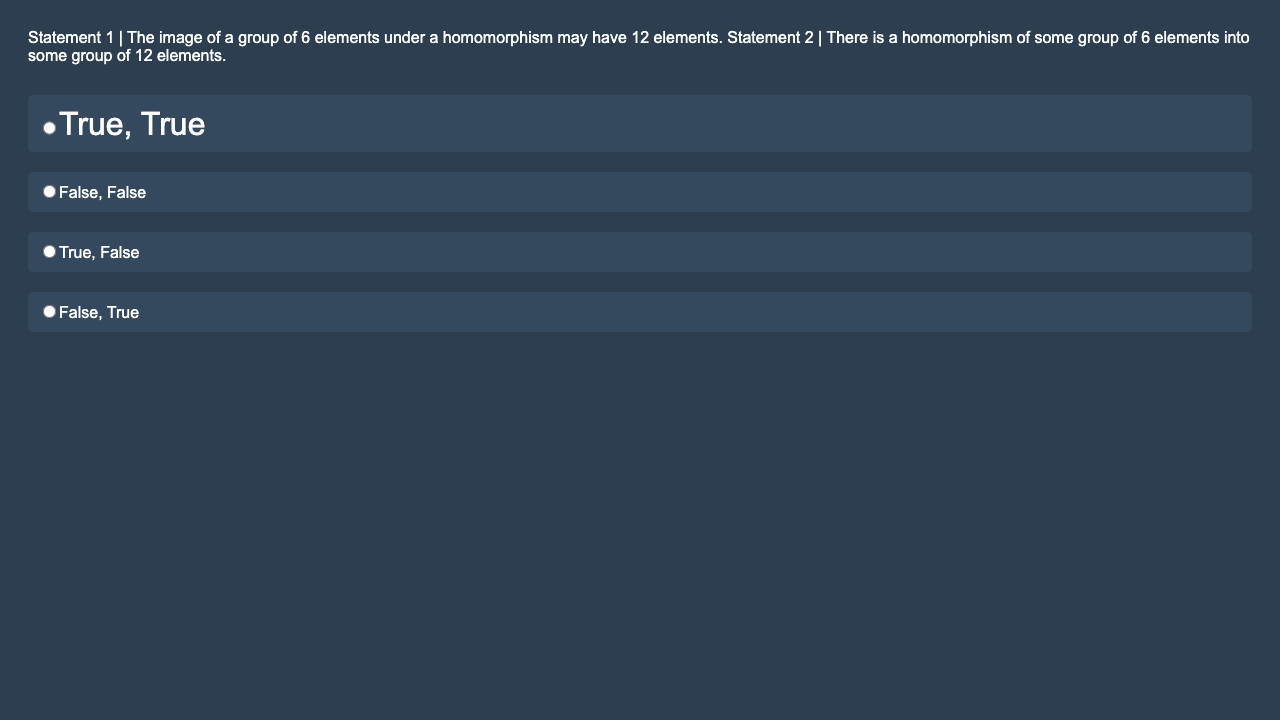 Statement 1 | The image of a group of 6 elements under a homomorphism may have 12 elements. Statement 2 | There is a homomorphism of some group of 6 elements into
some group of 12 elements.
True, True
False, False
True, False
False, True